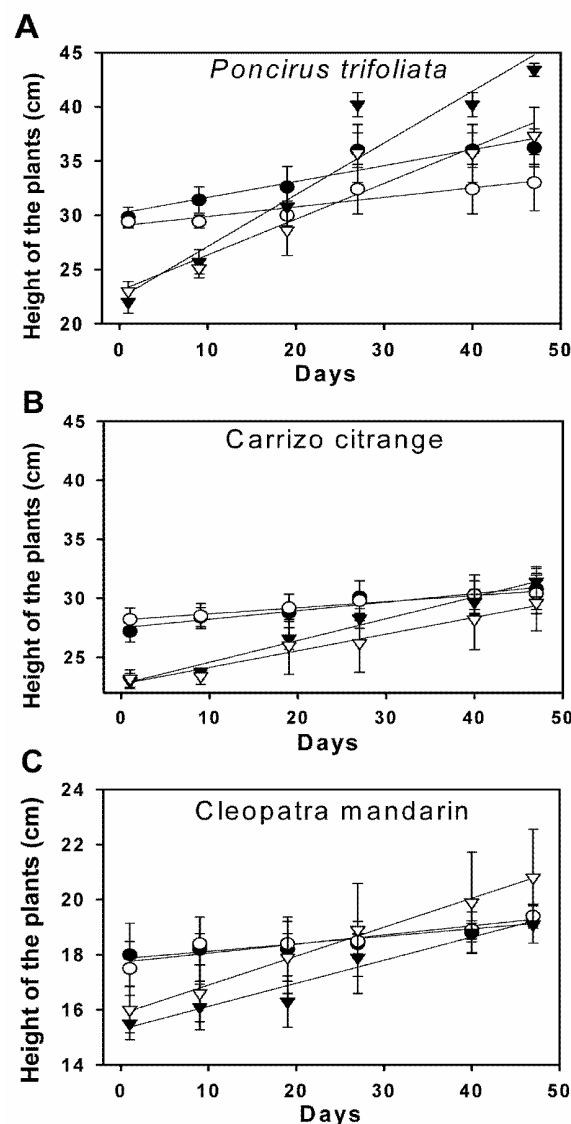 A
Poncirus trifoliata
Height of the plants (cm)
45
40
35
30
25
20
0 10 20 30 40 50
Days
B
Carrizo citrange
Height of the plants (cm)
45
40
35
30
25
0 10 20 30 40 50
Days
C
Cleopatra mandarin
Height of the plants (cm)
24
22
20
18
16
14
0 10 20 30 40 50
Days